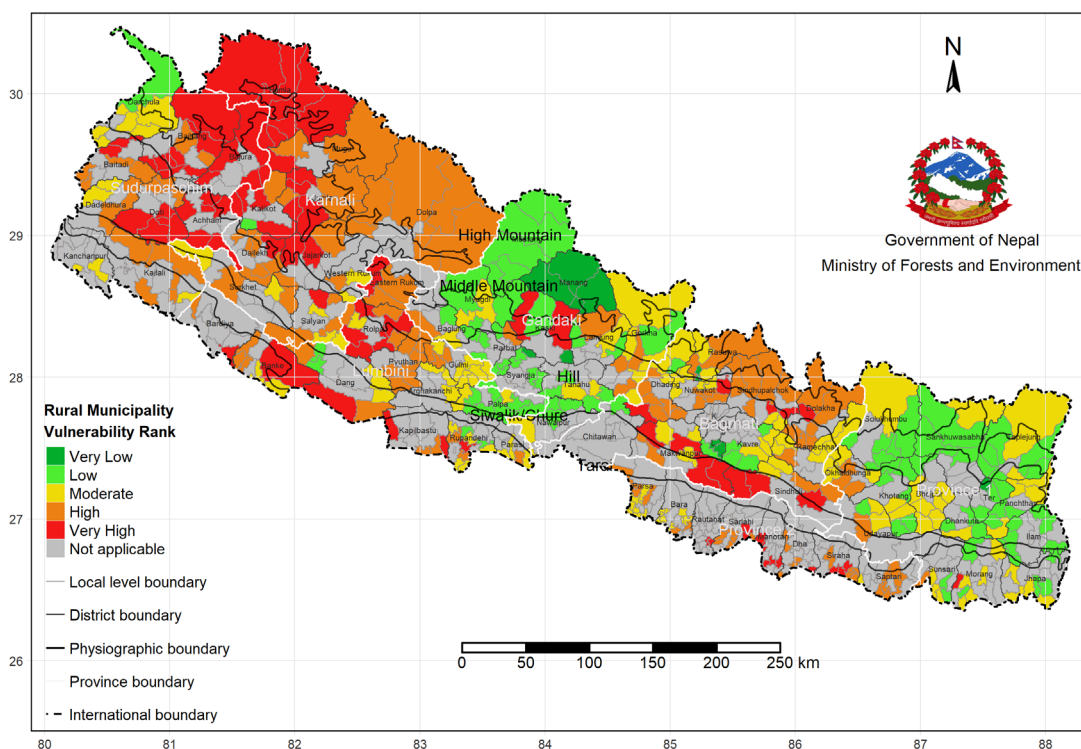 N
Government of Nepal
Ministry of Forests and Environment
30
29
28
27
26
80
81
82
83
84
85
86
87
88
Darchula
Humla
Bajhang
Bajura
Mugu
Baitadi
Sudurpaschim
Dadeldhura
Doti
Achham
Kalikot
Karnali
Dolpa
Kanchanpur
Kailali
Dailekh
Jajarkot
Surkhet
Western Rukum
Eastern Rukum
High Mountain
Mustang
Middle Mountain
Manang
Myagdi
Bardiya
Salyan
Rolpa
Baglung
Gandaki
Kaski
Lamjung
Gorkha
Parbat
Banke
Pyuthan
Lumbini
Gulmi
Syangja
Hill
Tanahu
Dhading
Rasuwa
Nuwakot
Sindhupalchok
Dang
Arghakanchi
Palpa
Siwalik/Chure
Nawalpur
Kapilbastu
Rupandehi
Parasi
Chitawan
Tarai
Bagmati
Kavre
Dolakha
Ramechhap
Makwanpur
Sindhuli
Okhaldhunga
Solukhumbu
Sankhuwasabha
Taplejung
Khotang
Province 1
Panchthar
Dhankuta
Ilam
Udayapur
Parsa
Bara
Rautahat
Sarlahi
Siraha
Saptari
Sunsari
Morang
Jhapa
Rural Municipality
Vulnerability Rank
Very Low
Low
Moderate
High
Very High
Not applicable
Local level boundary
District boundary
Physiographic boundary
Province boundary
International boundary
0 50 100 150 200 250 km